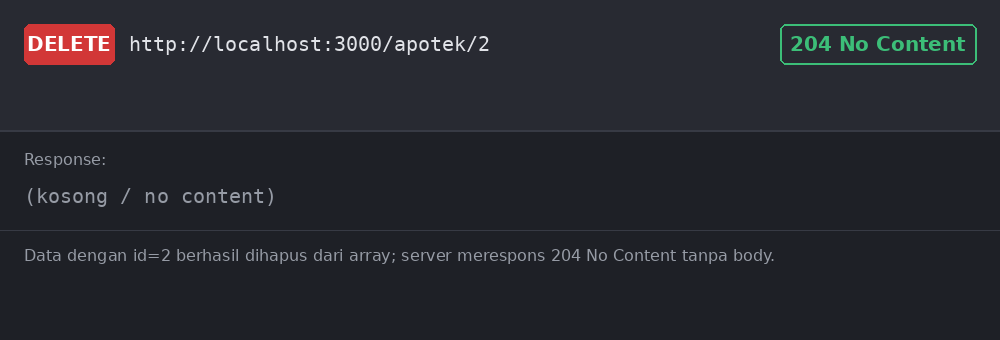 DELETE http://localhost:3000/apotek/2 204 No Content
Response:
(kosong / no content)
Data dengan id=2 berhasil dihapus dari array; server merespons 204 No Content tanpa body.